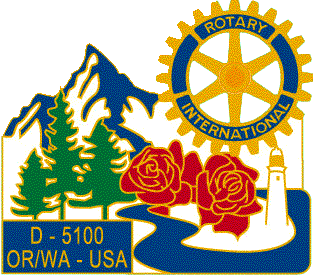 ROTARY
INTERNATIONAL
D - 5100
OR/WA - USA